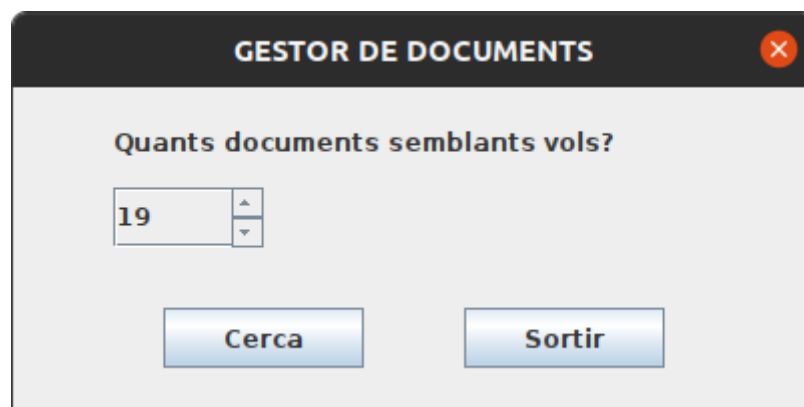 GESTOR DE DOCUMENTS
Quants documents semblants vols?
19
Cerca
Sortir